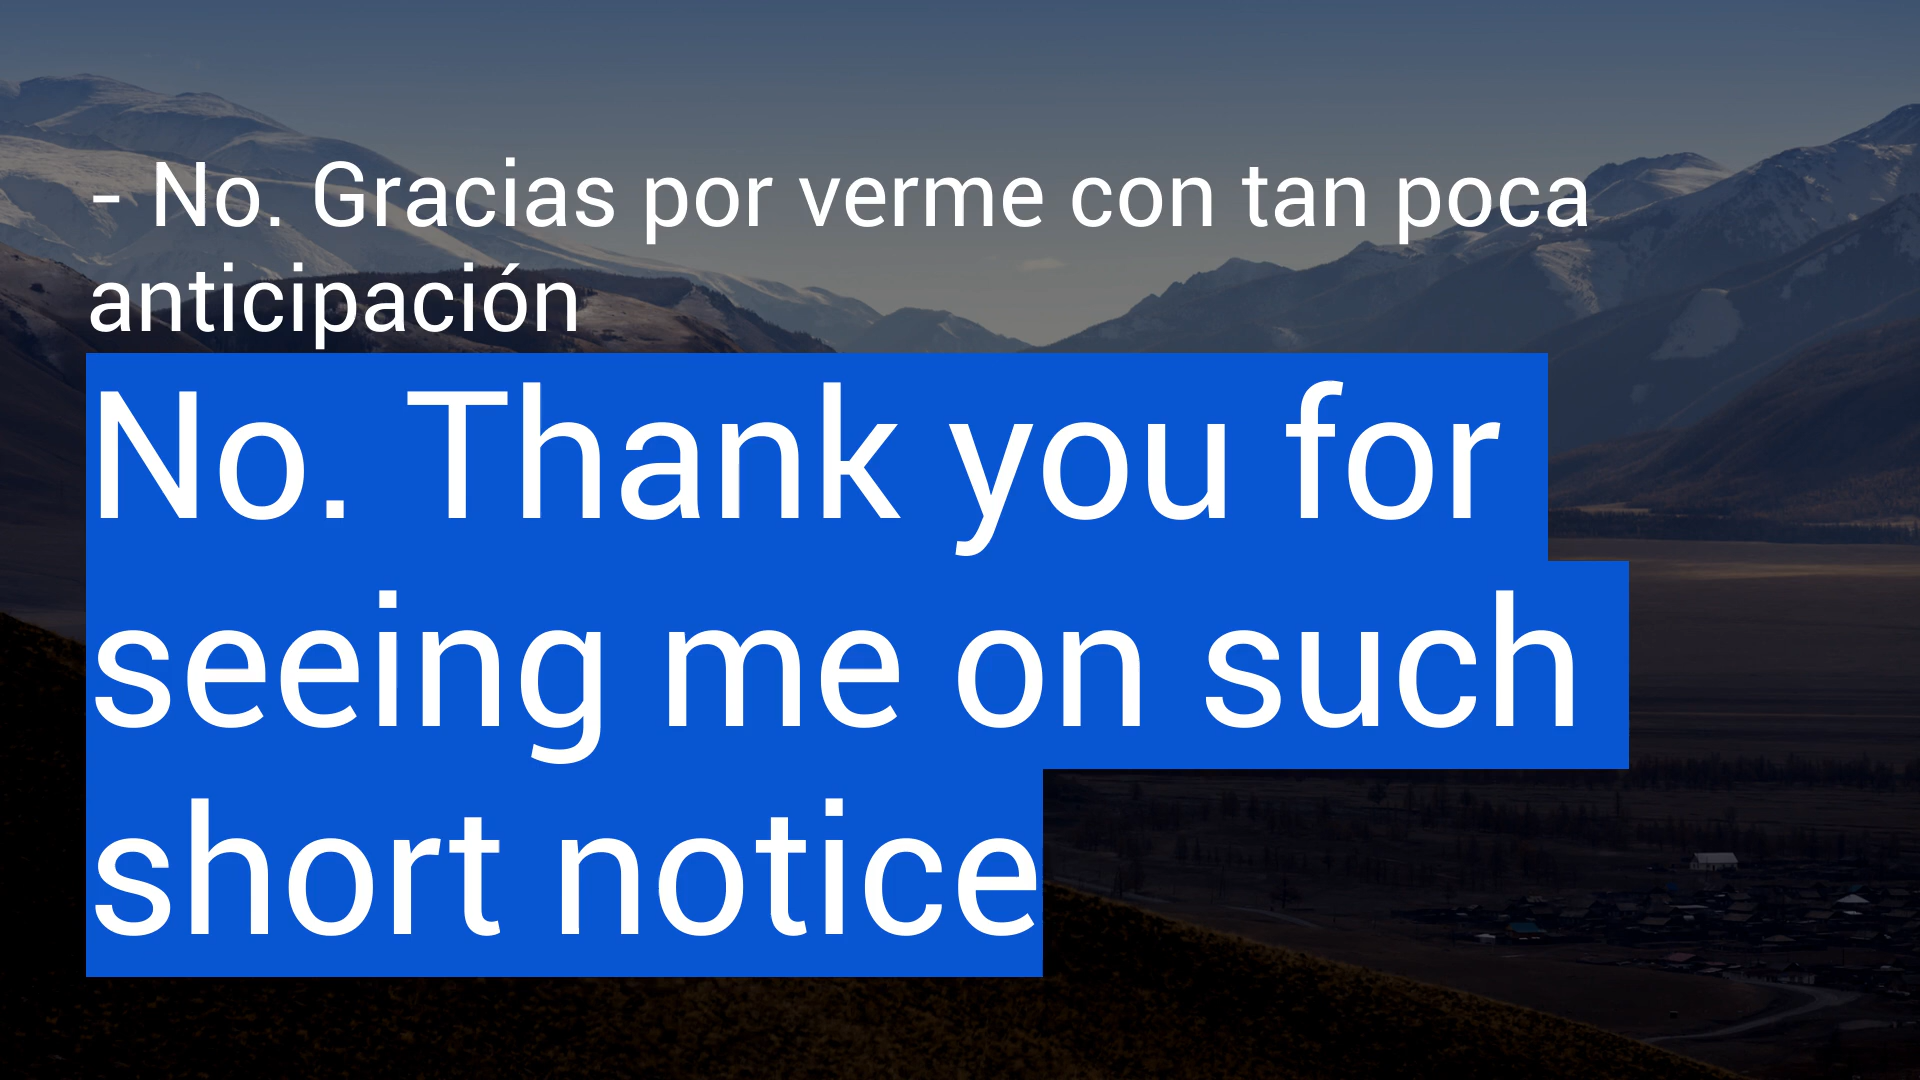 - No. Gracias por verme con tan poca
anticipación
No. Thank you for
seeing me on such
short notice